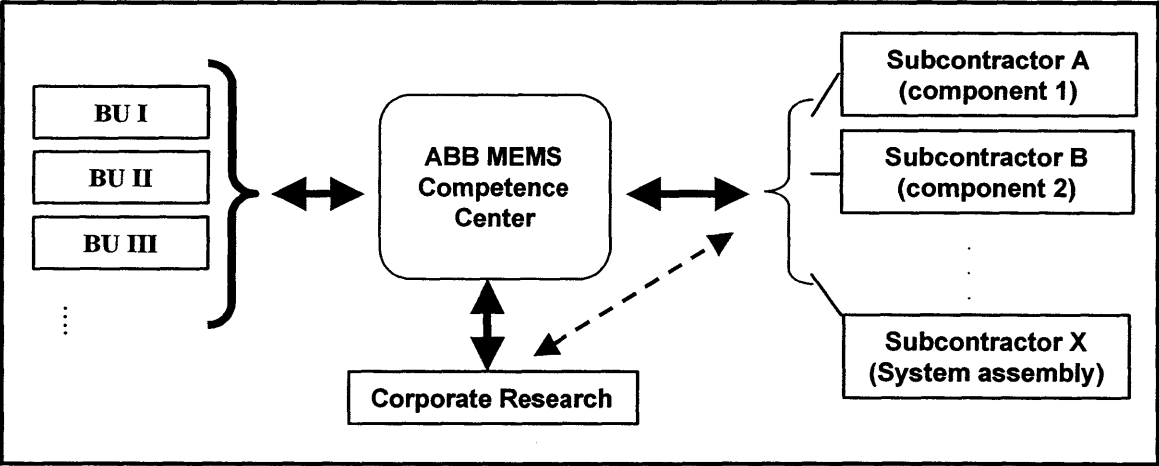 BU I
BU II
BU III
ABB MEMS
Competence
Center
Corporate Research
Subcontractor A
(component 1)
Subcontractor B
(component 2)
Subcontractor X
(System assembly)